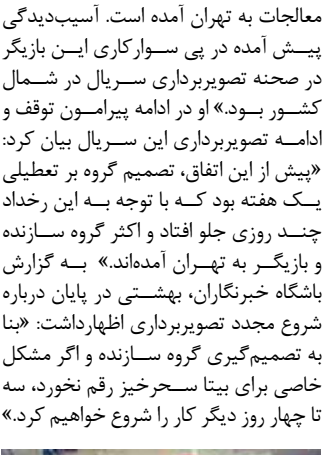 معالجات به تهران آمده است. آسیب‌دیدگی
پیش آمده در پی سوارکاری این بازیگر
در صحنه تصویربرداری سریال در شمال
کشور بود.» او در ادامه پیرامون توقف و
ادامه تصویربرداری این سریال بیان کرد:
«پیش از این اتفاق، تصمیم گروه بر تعطیلی
یک هفته بود که با توجه به این رخداد
چند روزی جلو افتاد و اکثر گروه سازنده
و بازیگر به تهران آمده‌اند.» به گزارش
باشگاه خبرنگاران، بهشتی در پایان درباره
شروع مجدد تصویربرداری اظهارداشت: «بنا
به تصمیم‌گیری گروه سازنده و اگر مشکل
خاصی برای بیتا سحرخیز رقم نخورد، سه
تا چهار روز دیگر کار را شروع خواهیم کرد.»